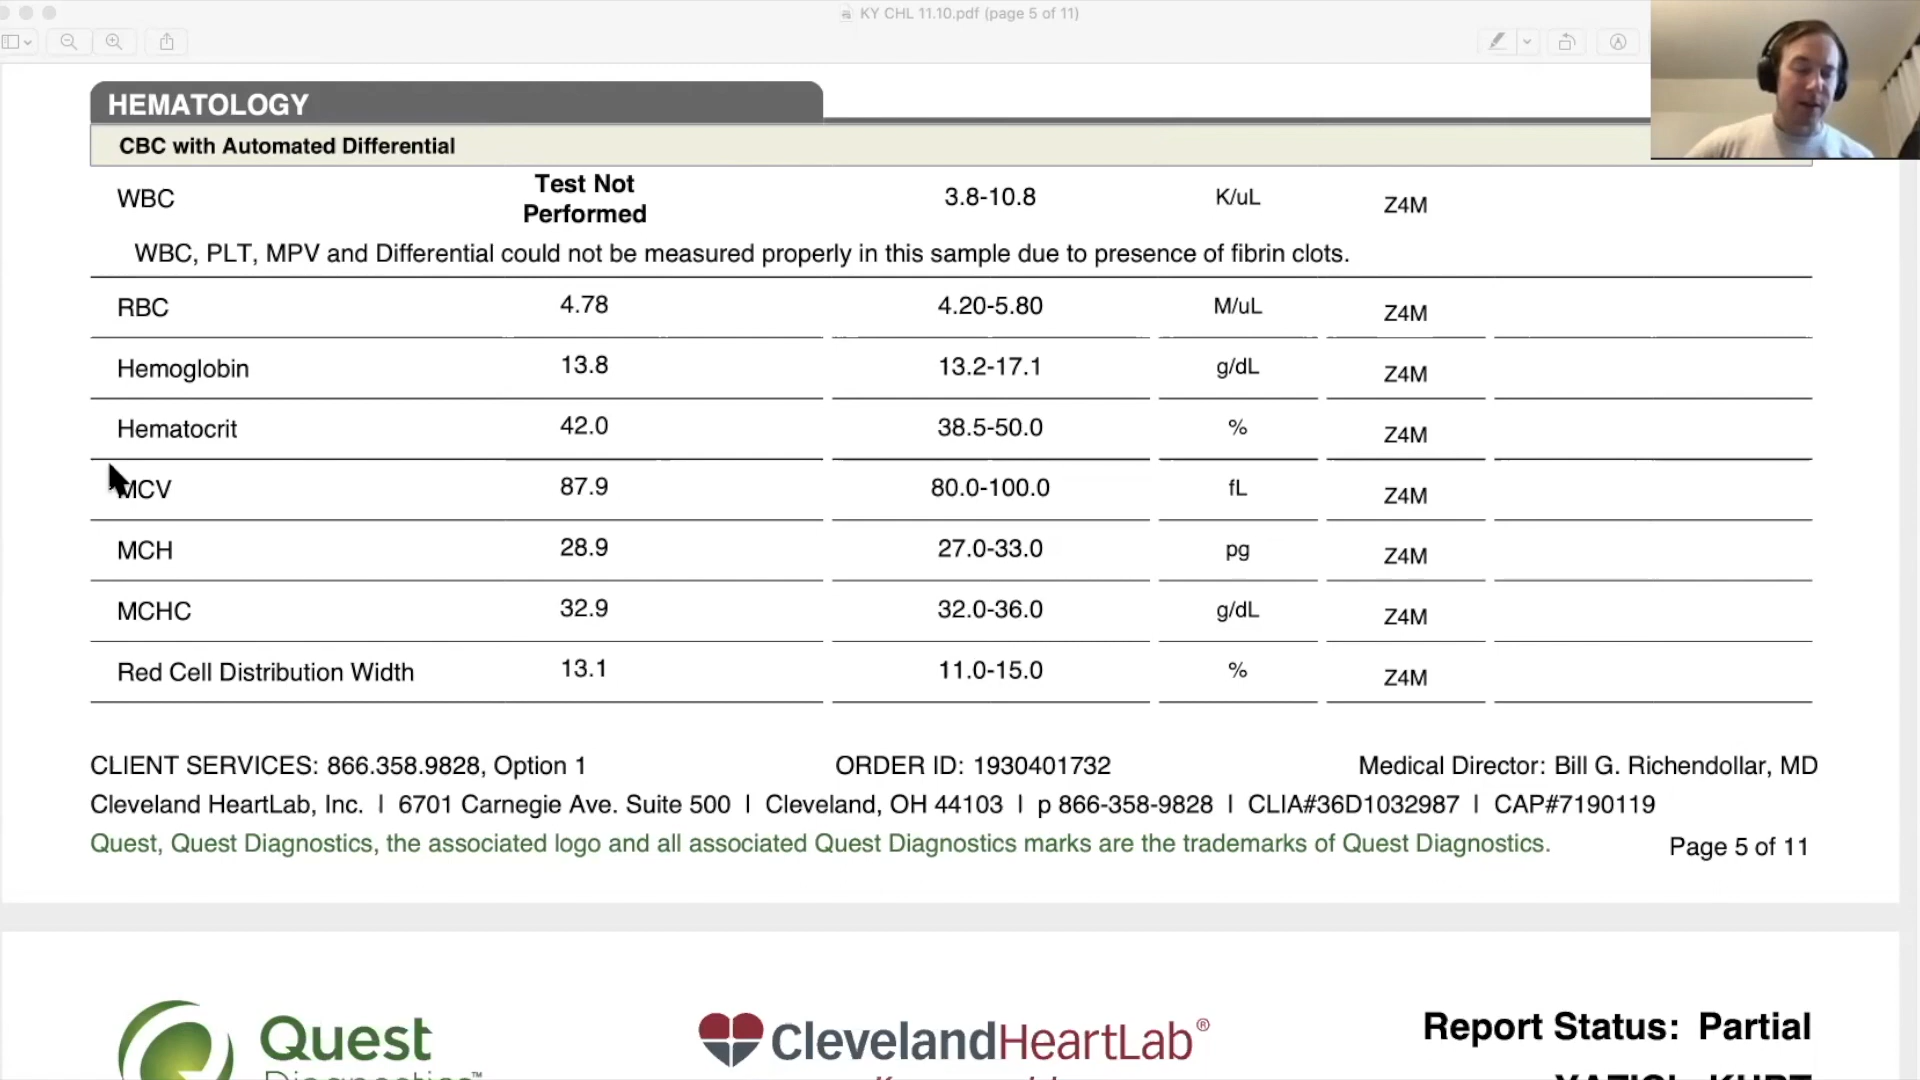 KY CHL 11.10.pdf (page 5 of 11)
HEMATOLOGY
CBC with Automated Differential
WBC Test Not Performed 3.8-10.8 K/uL Z4M
WBC, PLT, MPV and Differential could not be measured properly in this sample due to presence of fibrin clots.
RBC 4.78 4.20-5.80 M/uL Z4M
Hemoglobin 13.8 13.2-17.1 g/dL Z4M
Hematocrit 42.0 38.5-50.0 % Z4M
MCV 87.9 80.0-100.0 fL Z4M
MCH 28.9 27.0-33.0 pg Z4M
MCHC 32.9 32.0-36.0 g/dL Z4M
Red Cell Distribution Width 13.1 11.0-15.0 % Z4M
CLIENT SERVICES: 866.358.9828, Option 1 ORDER ID: 1930401732 Medical Director: Bill G. Richendollar, MD
Cleveland HeartLab, Inc. | 6701 Carnegie Ave. Suite 500 | Cleveland, OH 44103 | p 866-358-9828 | CLIA#36D1032987 | CAP#7190119
Quest, Quest Diagnostics, the associated logo and all associated Quest Diagnostics marks are the trademarks of Quest Diagnostics. Page 5 of 11
Quest ClevelandHeartLab® Report Status: Partial
Diagnostics™